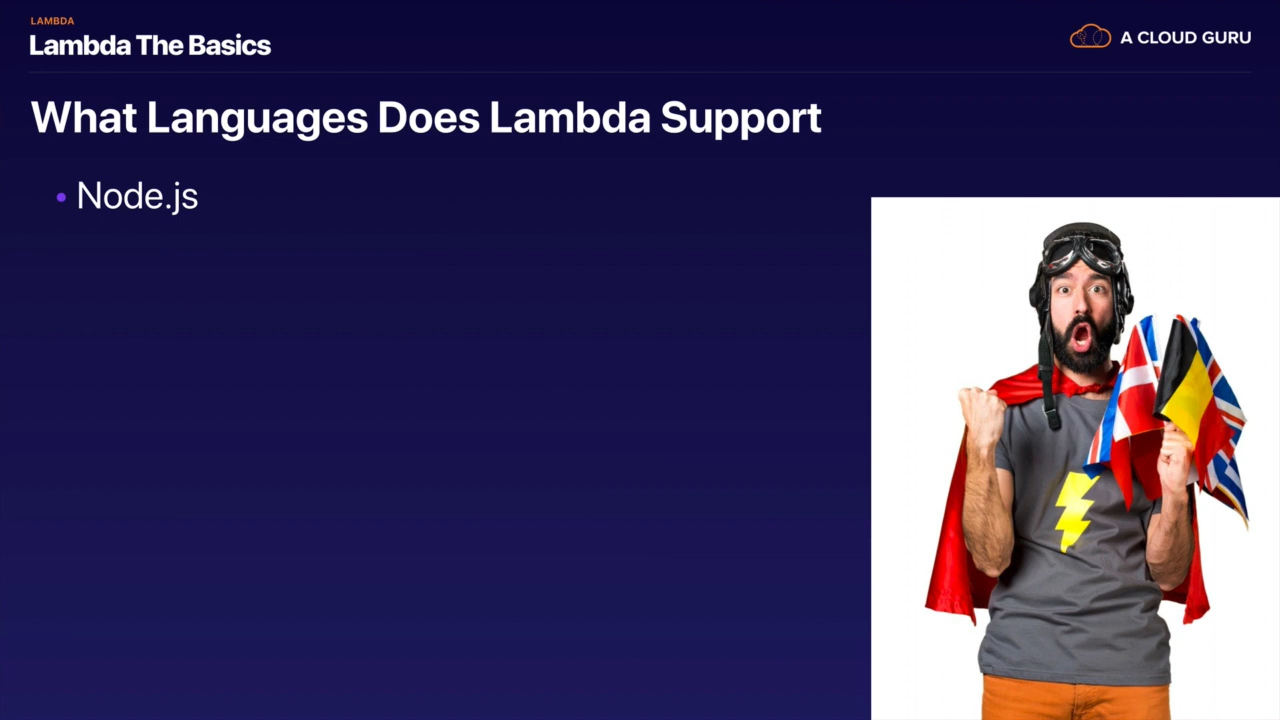 LAMBDA
Lambda The Basics
A CLOUD GURU
What Languages Does Lambda Support
• Node.js